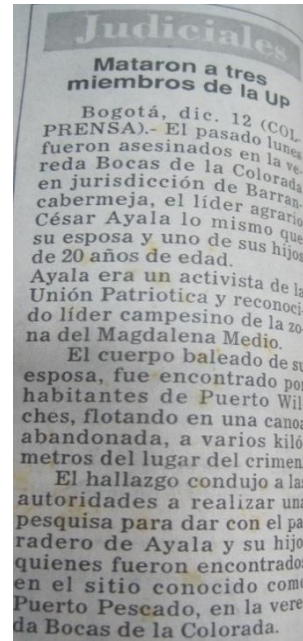 Judiciales
Mataron a tres
miembros de la UP
Bogotá, dic. 12 (COL-
PRENSA).- El pasado lunes
fueron asesinados en la ve-
reda Bocas de la Colorada,
en jurisdicción de Barran-
cabermeja, el líder agrario
César Ayala lo mismo que
su esposa y uno de sus hijos
de 20 años de edad.
Ayala era un activista de la
Unión Patriotica y reconoci-
do líder campesino de la zo-
na del Magdalena Medio.
El cuerpo baleado de su
esposa, fue encontrado por
habitantes de Puerto Wil-
ches, flotando en una canoa
abandonada, a varios kiló-
metros del lugar del crimen.
El hallazgo condujo a las
autoridades a realizar una
pesquisa para dar con el pa-
radero de Ayala y su hijo
quienes fueron encontrados
en el sitio conocido como
Puerto Pescado, en la vere-
da Bocas de la Colorada.